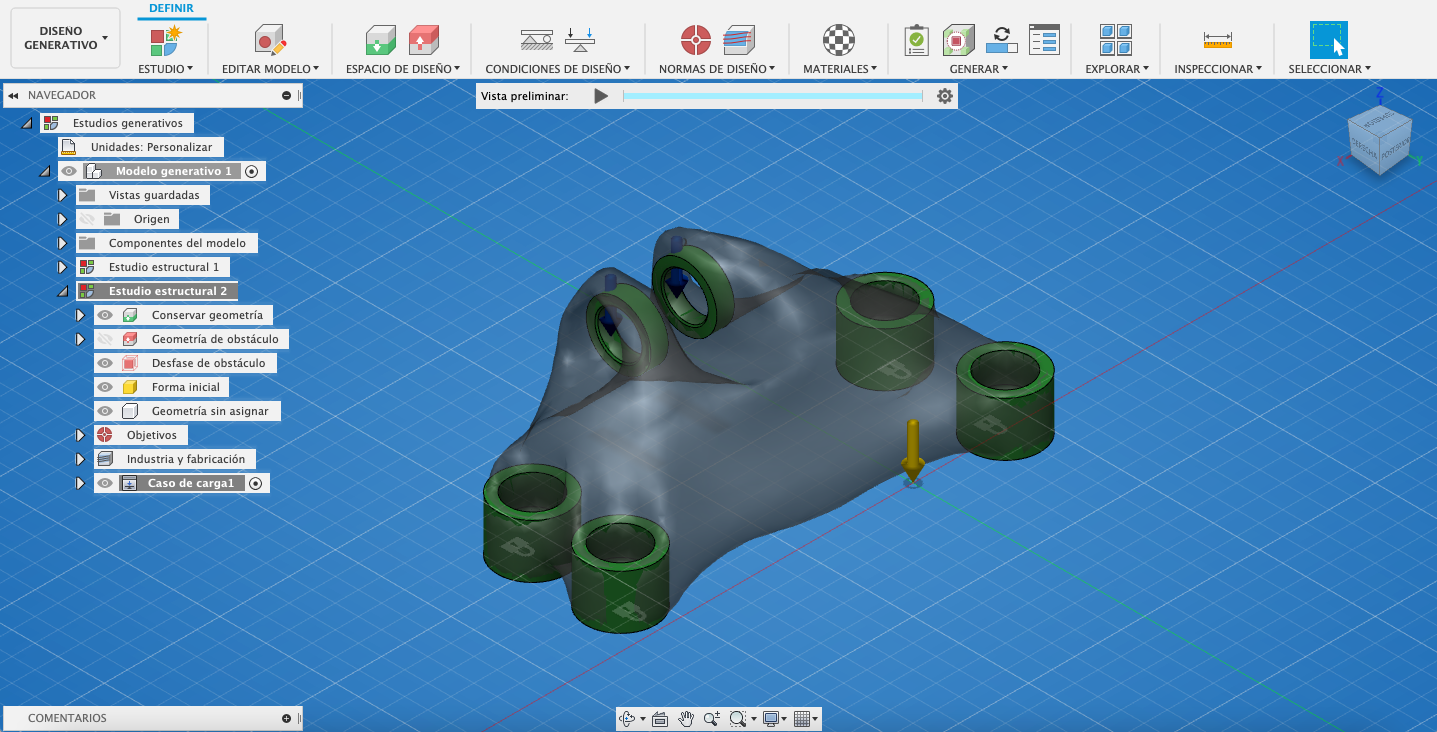 DEFINIR
DISEÑO
GENERATIVO
ESTUDIO
EDITAR MODELO
ESPACIO DE DISEÑO
CONDICIONES DE DISEÑO
NORMAS DE DISEÑO
MATERIALES
GENERAR
EXPLORAR
INSPECCIONAR
SELECCIONAR
NAVEGADOR
Vista preliminar:
Estudios generativos
Unidades: Personalizar
Modelo generativo 1
Vistas guardadas
Origen
Componentes del modelo
Estudio estructural 1
Estudio estructural 2
Conservar geometría
Geometría de obstáculo
Desfase de obstáculo
Forma inicial
Geometría sin asignar
Objetivos
Industria y fabricación
Caso de carga1
Z
X
Y
COMENTARIOS